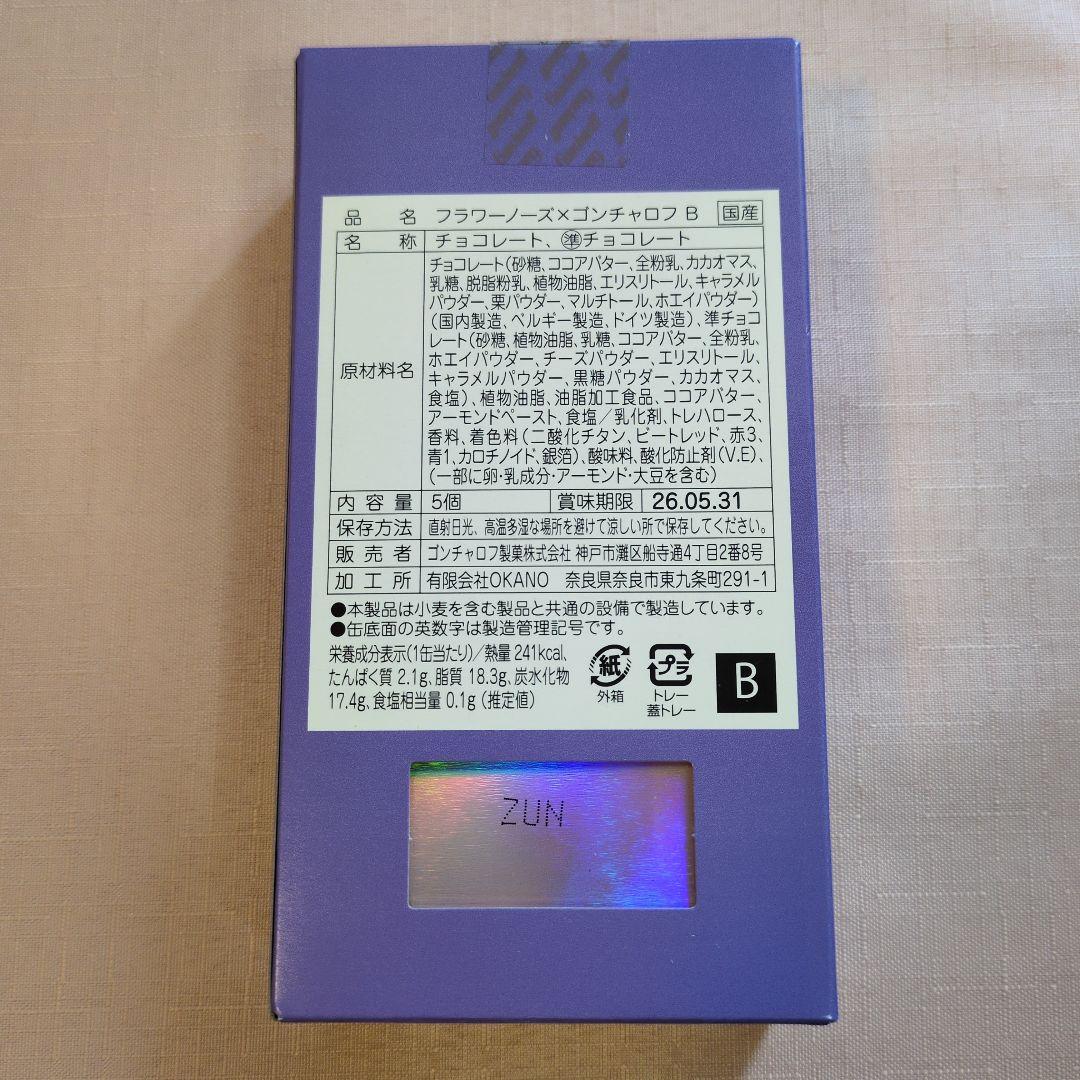 品名 フラワーノーズ×ゴンチャロフ B 国産
名称 チョコレート、㊜チョコレート
原材料名
チョコレート(砂糖、ココアバター、全粉乳、カカオマス、
乳糖、脱脂粉乳、植物油脂、エリスリトール、キャラメル
パウダー、栗パウダー、マルチトール、ホエイパウダー)
(国内製造、ベルギー製造、ドイツ製造)、準チョコ
レート(砂糖、植物油脂、乳糖、ココアバター、全粉乳、
ホエイパウダー、チーズパウダー、エリスリトール、
キャラメルパウダー、黒糖パウダー、カカオマス、
食塩)、植物油脂、油脂加工食品、ココアバター、
アーモンドペースト、食塩/乳化剤、トレハロース、
香料、着色料(二酸化チタン、ビートレッド、赤3、
青1、カロチノイド、銀箔)、酸味料、酸化防止剤(V.E)、
(一部に卵・乳成分・アーモンド・大豆を含む)
内容量 5個 賞味期限 26.05.31
保存方法 直射日光、高温多湿な場所を避けて涼しい所で保存してください。
販売者 ゴンチャロフ製菓株式会社 神戸市灘区船寺通4丁目2番8号
加工所 有限会社OKANO 奈良県奈良市東九条町291-1
●本製品は小麦を含む製品と共通の設備で製造しています。
●缶底面の英数字は製造管理記号です。
栄養成分表示(1缶当たり)/熱量 241kcal、
たんぱく質 2.1g、脂質 18.3g、炭水化物
17.4g、食塩相当量 0.1g (推定値)
紙
外箱
プラ
トレー
蓋トレー
B
ZUN